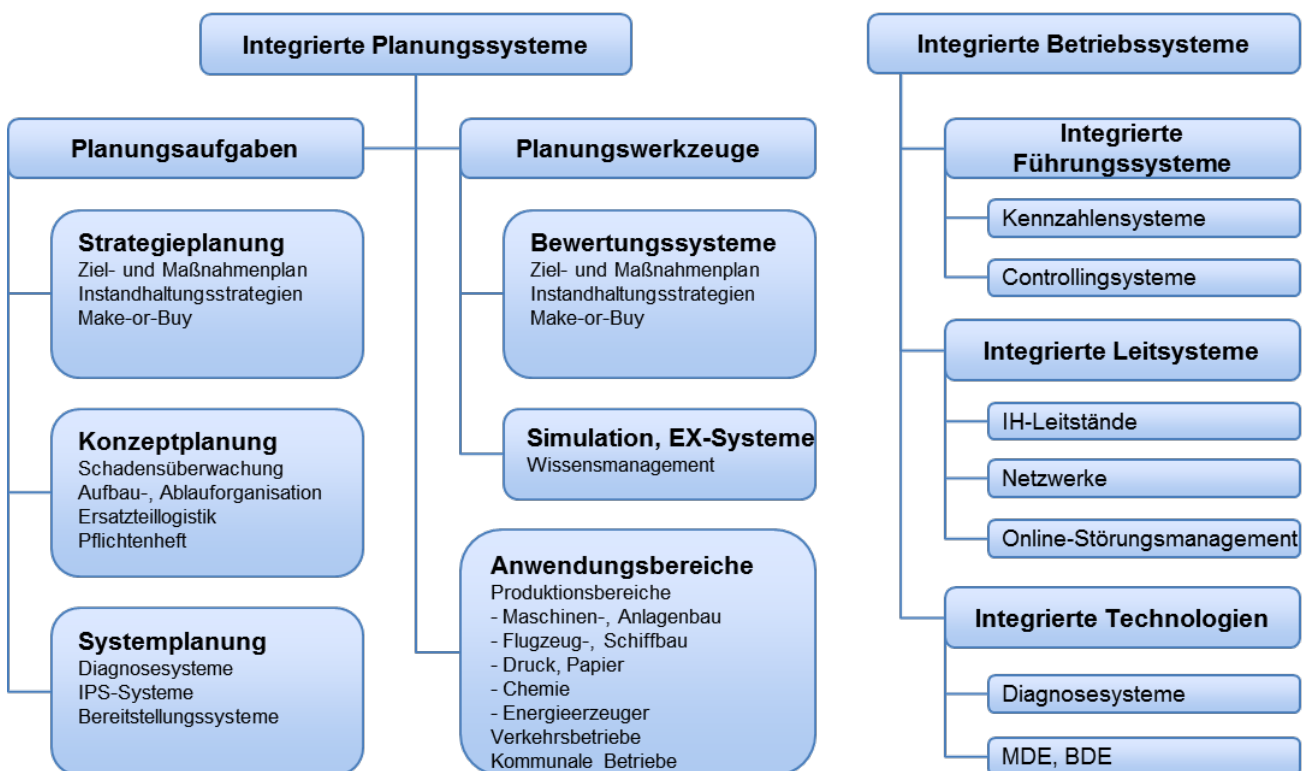 Integrierte Planungssysteme
Planungsaufgaben
Strategieplanung
Ziel- und Maßnahmenplan
Instandhaltungsstrategien
Make-or-Buy
Konzeptplanung
Schadensüberwachung
Aufbau-, Ablauforganisation
Ersatzteillogistik
Pflichtenheft
Systemplanung
Diagnosesysteme
IPS-Systeme
Bereitstellungssysteme
Planungswerkzeuge
Bewertungssysteme
Ziel- und Maßnahmenplan
Instandhaltungsstrategien
Make-or-Buy
Simulation, EX-Systeme
Wissensmanagement
Anwendungsbereiche
Produktionsbereiche
- Maschinen-, Anlagenbau
- Flugzeug-, Schiffbau
- Druck, Papier
- Chemie
- Energieerzeuger
Verkehrsbetriebe
Kommunale Betriebe
Integrierte Betriebssysteme
Integrierte
Führungssysteme
Kennzahlensysteme
Controllingsysteme
Integrierte Leitsysteme
IH-Leitstände
Netzwerke
Online-Störungsmanagement
Integrierte Technologien
Diagnosesysteme
MDE, BDE